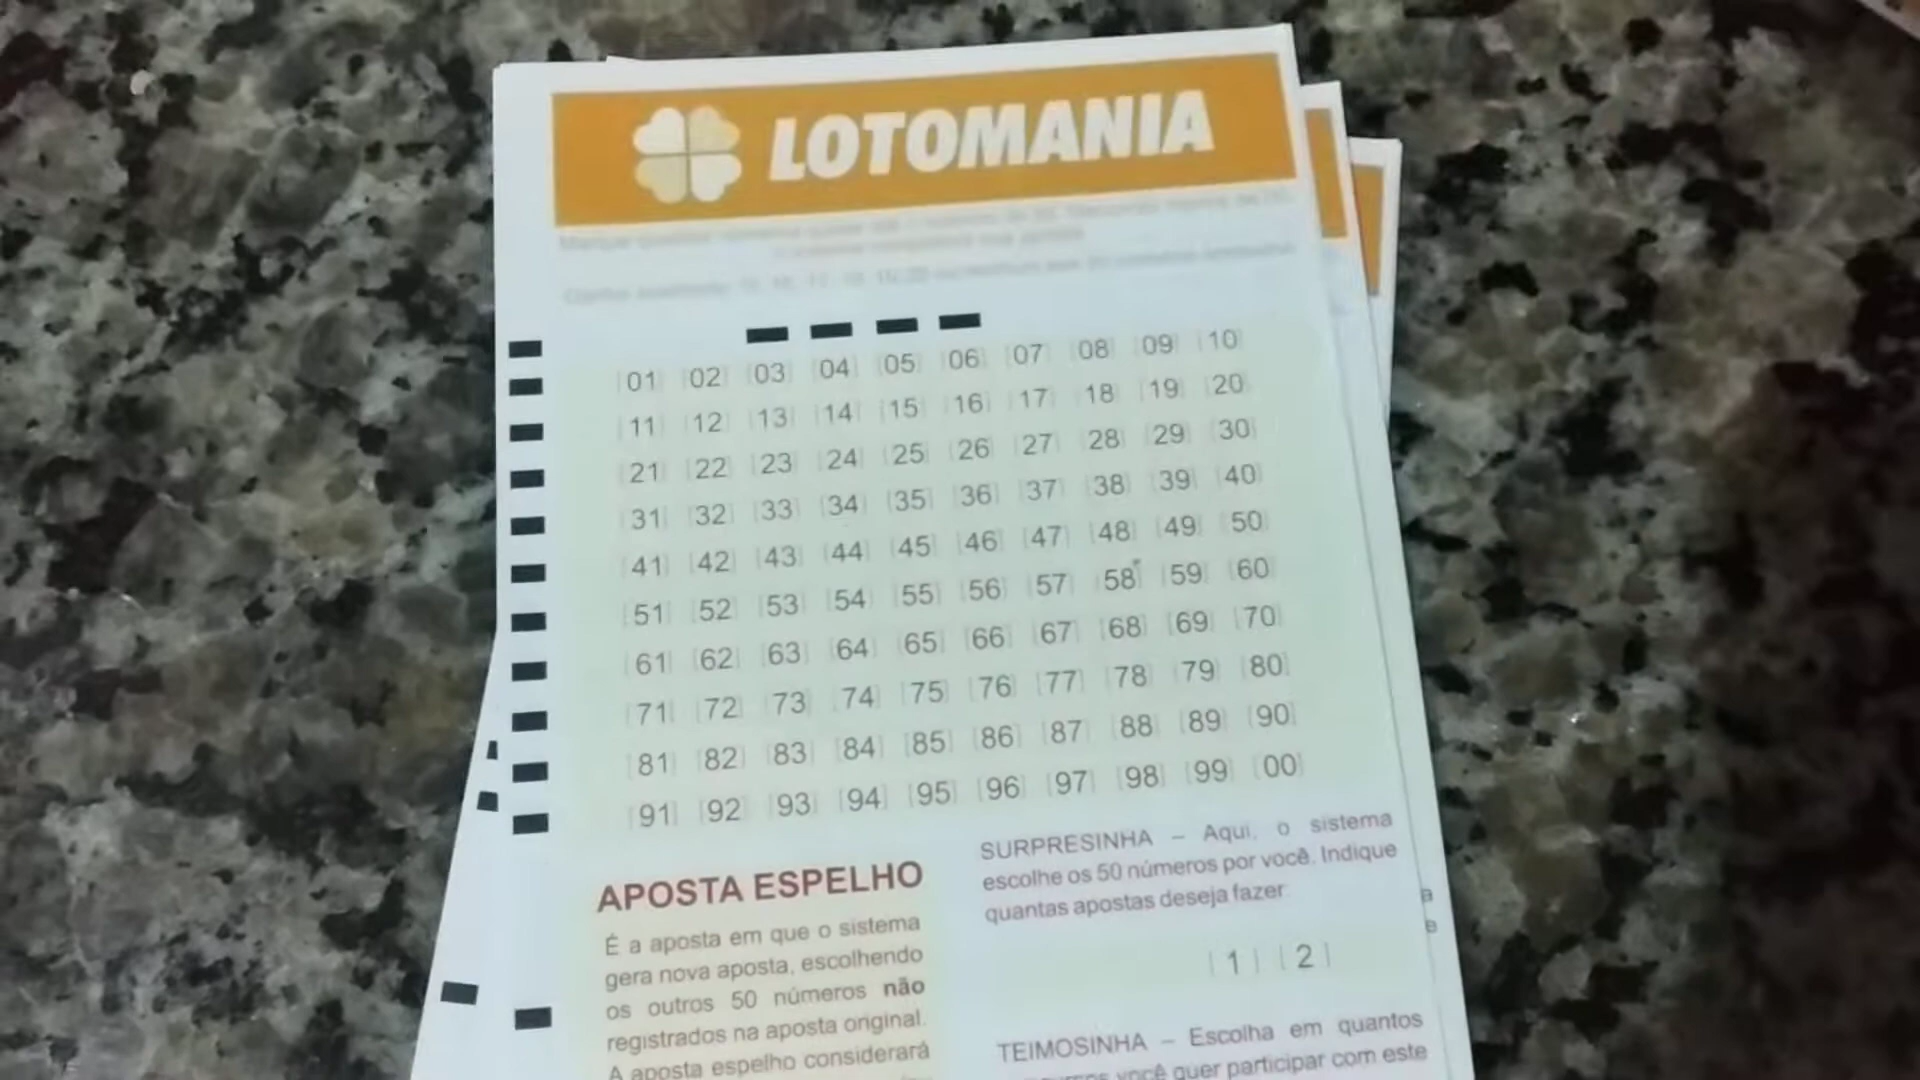 LOTOMANIA
01 02 03 04 05 06 07 08 09 10
11 12 13 14 15 16 17 18 19 20
21 22 23 24 25 26 27 28 29 30
31 32 33 34 35 36 37 38 39 40
41 42 43 44 45 46 47 48 49 50
51 52 53 54 55 56 57 58 59 60
61 62 63 64 65 66 67 68 69 70
71 72 73 74 75 76 77 78 79 80
81 82 83 84 85 86 87 88 89 90
91 92 93 94 95 96 97 98 99 00
APOSTA ESPELHO
É a aposta em que o sistema
gera nova aposta, escolhendo
os outros 50 números não
registrados na aposta original.
A aposta espelho considerará
SURPRESINHA – Aqui, o sistema
escolhe os 50 números por você. Indique
quantas apostas deseja fazer:
1 2
TEIMOSINHA – Escolha em quantos
você quer participar com este
a
e